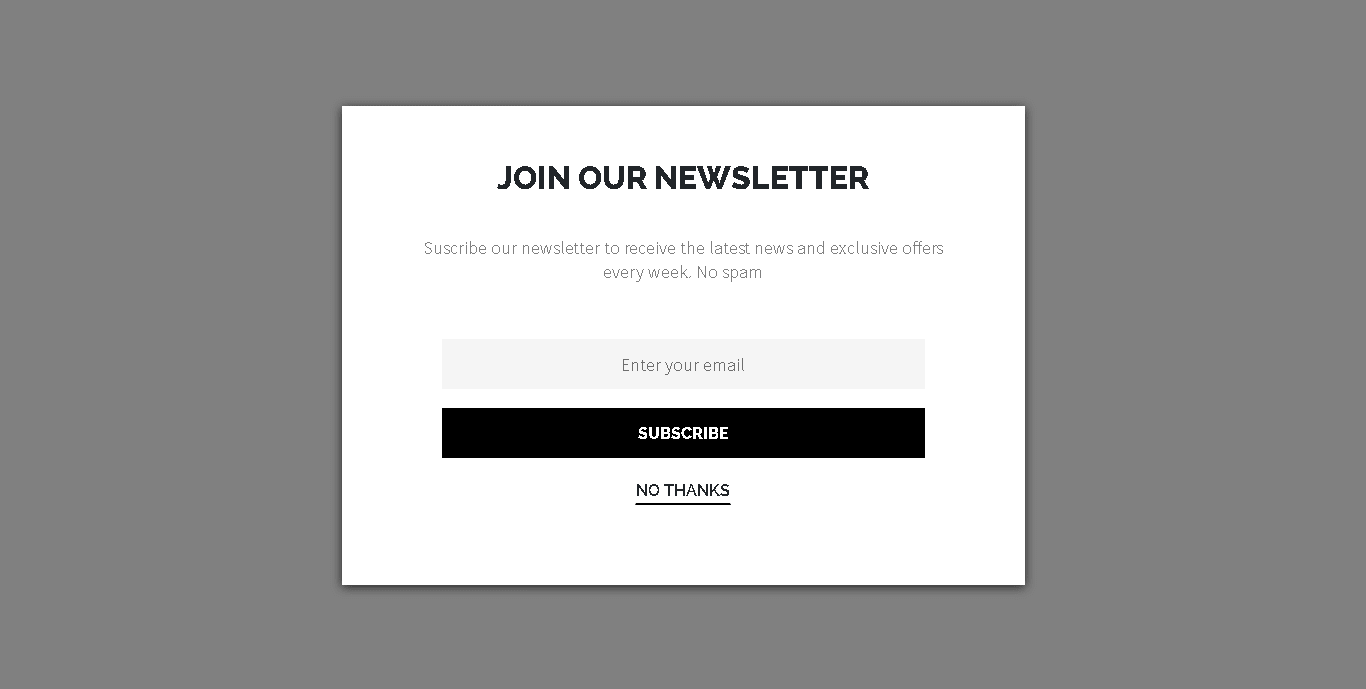 JOIN OUR NEWSLETTER
Suscribe our newsletter to receive the latest news and exclusive offers
every week. No spam
Enter your email
SUBSCRIBE
NO THANKS